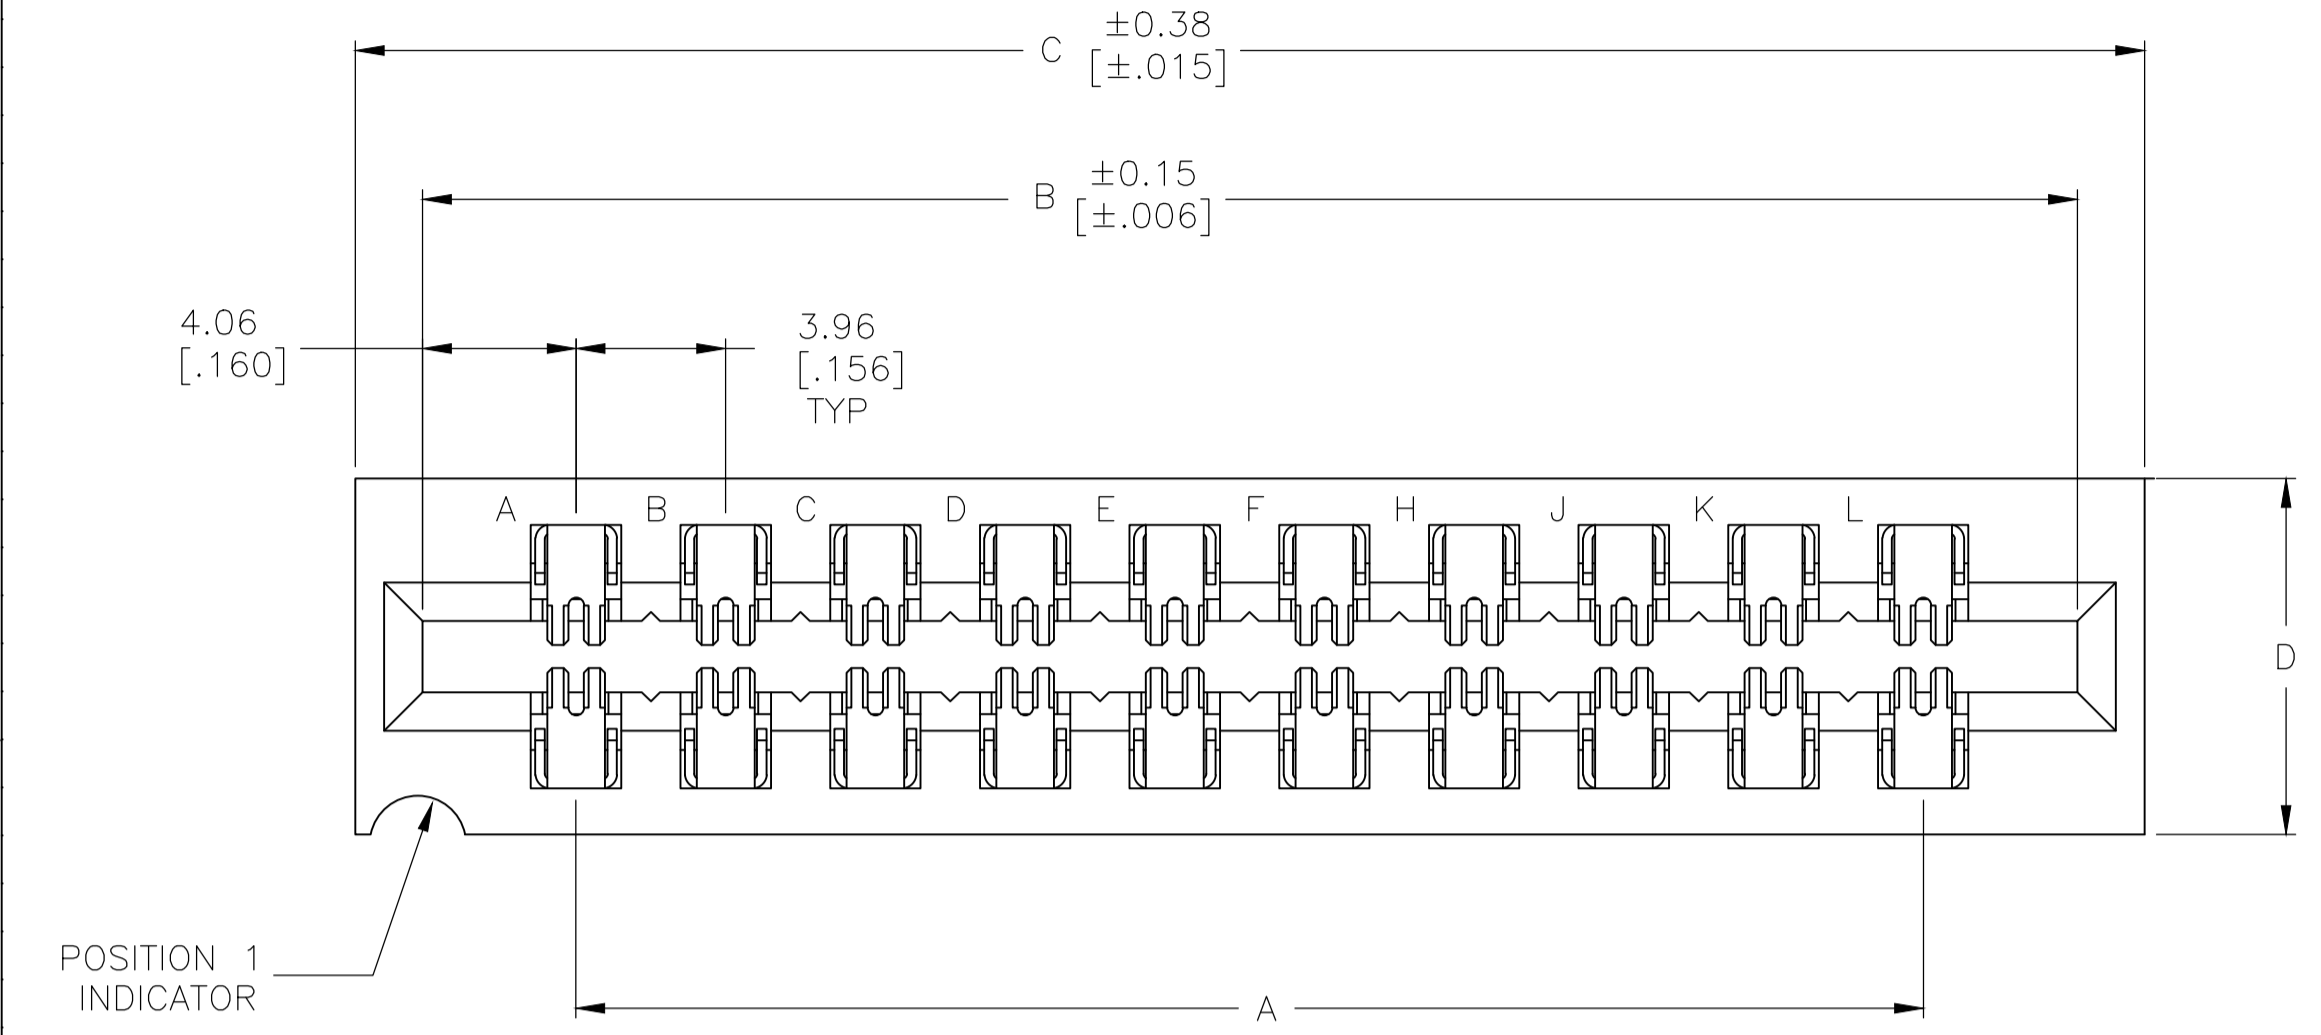 C ±0.38
[±.015]
B ±0.15
[±.006]
4.06
[.160]
3.96
[.156]
TYP
A B C D E F H J K L
D
POSITION 1
INDICATOR
A